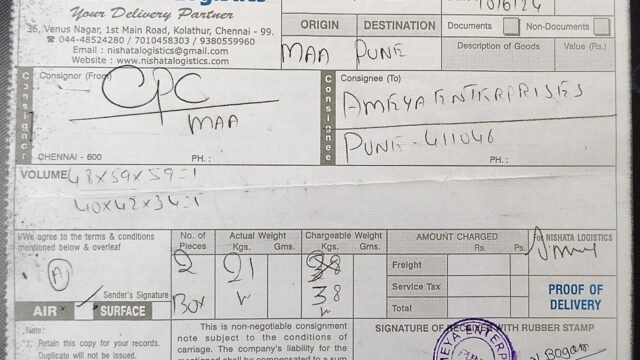 Logistics
Your Delivery Partner
36, Venus Nagar, 1st Main Road, Kolathur, Chennai - 99.
☎ 044-48524280 / 7010458303 / 9380559960
Email : nishatalogistics@gmail.com
Website : www.nishatalogistics.com
ORIGIN DESTINATION
MAA PUNE
Documents Non-Documents
Description of Goods Value (Rs.)
Consignor
Consignor (From)
CPC
MAA
CHENNAI - 600 PH. :
Consignee
Consignee (To)
AMEYA ENTERPRISES
PUNE - 411046
PH. :
VOLUME 48x59x59=1
40x42x34=1
I/We agree to the terms & conditions
mentioned below & overleaf
A
Sender's Signature
AIR SURFACE
No. of Pieces
2
Box
Actual Weight
Kgs. Gms.
21
Chargeable Weight
Kgs. Gms.
38
AMOUNT CHARGED
Rs. Ps.
Freight
Service Tax
Total
For NISHATA LOGISTICS
PROOF OF
DELIVERY
Note :
1. Retain this copy for your records.
Duplicate will not be issued.
This is non-negotiable consignment
note subject to the conditions of
carriage. The company's liability for the
SIGNATURE OF WITH RUBBER STAMP